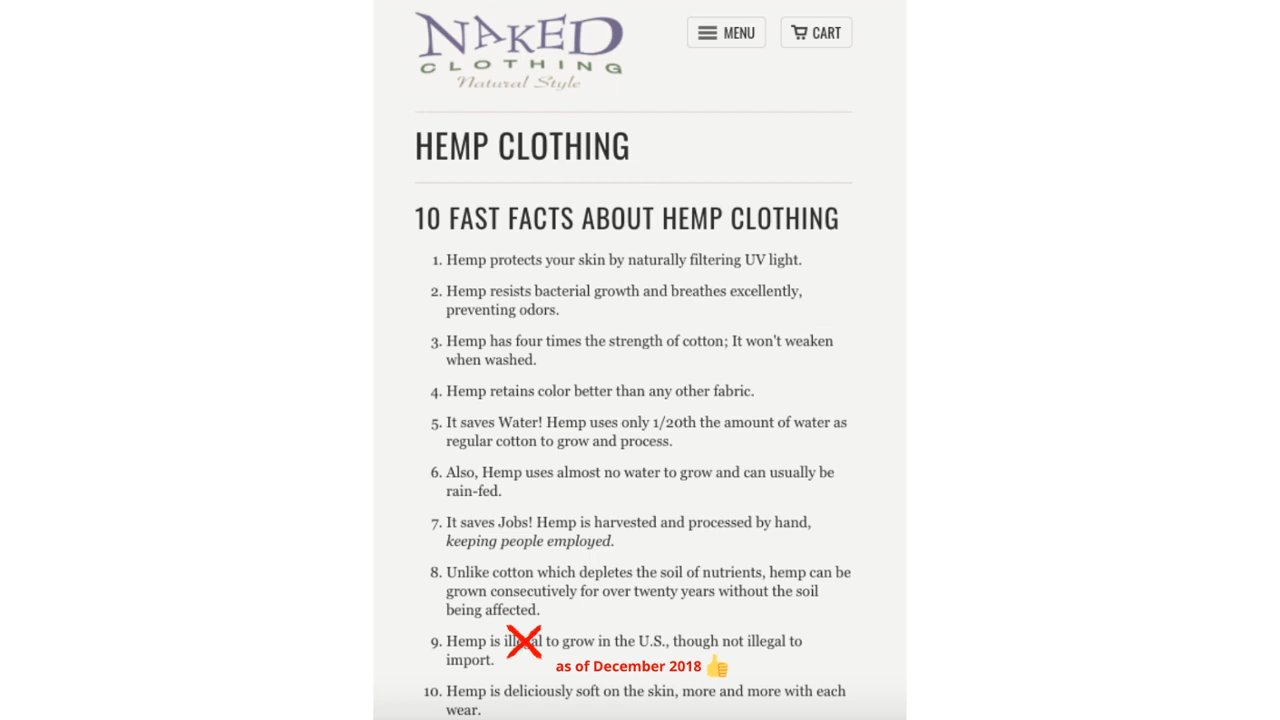 NAKED
CLOTHING
Natural Style
MENU
CART
HEMP CLOTHING
10 FAST FACTS ABOUT HEMP CLOTHING
1. Hemp protects your skin by naturally filtering UV light.
2. Hemp resists bacterial growth and breathes excellently,
preventing odors.
3. Hemp has four times the strength of cotton; It won't weaken
when washed.
4. Hemp retains color better than any other fabric.
5. It saves Water! Hemp uses only 1/20th the amount of water as
regular cotton to grow and process.
6. Also, Hemp uses almost no water to grow and can usually be
rain-fed.
7. It saves Jobs! Hemp is harvested and processed by hand,
keeping people employed.
8. Unlike cotton which depletes the soil of nutrients, hemp can be
grown consecutively for over twenty years without the soil
being affected.
9. Hemp is illegal to grow in the U.S., though not illegal to
import.
as of December 2018
10. Hemp is deliciously soft on the skin, more and more with each
wear.